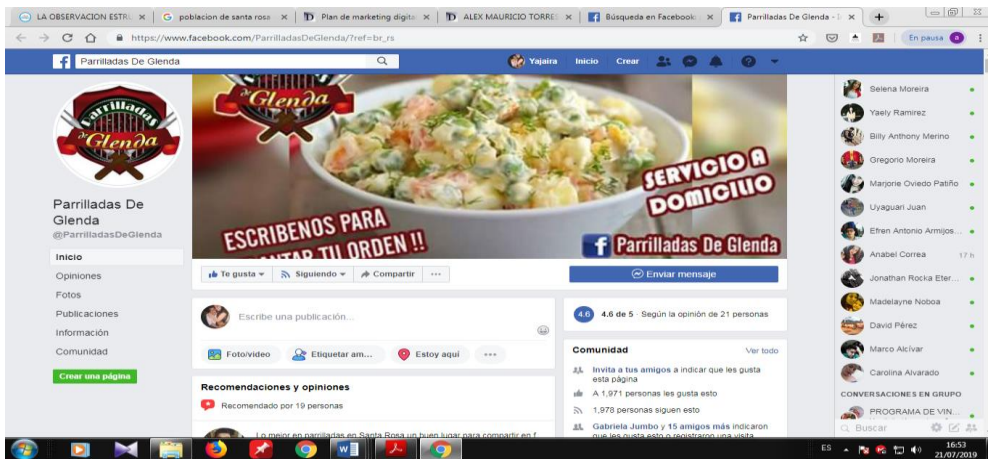 LA OBSERVACION ESTRU
poblacion de santa rosa
Plan de marketing digital
ALEX MAURICIO TORRES
Búsqueda en Facebook
Parrilladas De Glenda - I
https://www.facebook.com/ParrilladasDeGlenda/?ref=br_rs
En pausa
Parrilladas De Glenda
Yajaira
Inicio
Crear
Parrilladas
de Glenda
Parrilladas De
Glenda
@ParrilladasDeGlenda
Inicio
Opiniones
Fotos
Publicaciones
Información
Comunidad
Crear una página
de Glenda
ESCRIBENOS PARA
TU ORDEN !!
SERVICIO A
DOMICILIO
Parrilladas De Glenda
Te gusta
Siguiendo
Compartir
Enviar mensaje
Escribe una publicación...
Foto/video
Etiquetar am...
Estoy aquí
Recomendaciones y opiniones
Recomendado por 19 personas
Lo mejor en parrilladas en Santa Rosa un buen lugar para compartir en f
4.6
4.6 de 5 · Según la opinión de 21 personas
Comunidad
Ver todo
Invita a tus amigos a indicar que les gusta
esta página
A 1,971 personas les gusta esto
1,978 personas siguen esto
Gabriela Jumbo y 15 amigos más indicaron
que les gusta esto o registraron una visita
Selena Moreira
Yaely Ramirez
Billy Anthony Merino
Gregorio Moreira
Marjorie Oviedo Patiño
Uyaguari Juan
Efren Antonio Armijos...
Anabel Correa
17 h
Jonathan Rocka Eter...
Madelayne Noboa
David Pérez
Marco Alcívar
Carolina Alvarado
CONVERSACIONES EN GRUPO
PROGRAMA DE VIN...
Buscar
ES
16:53
21/07/2019